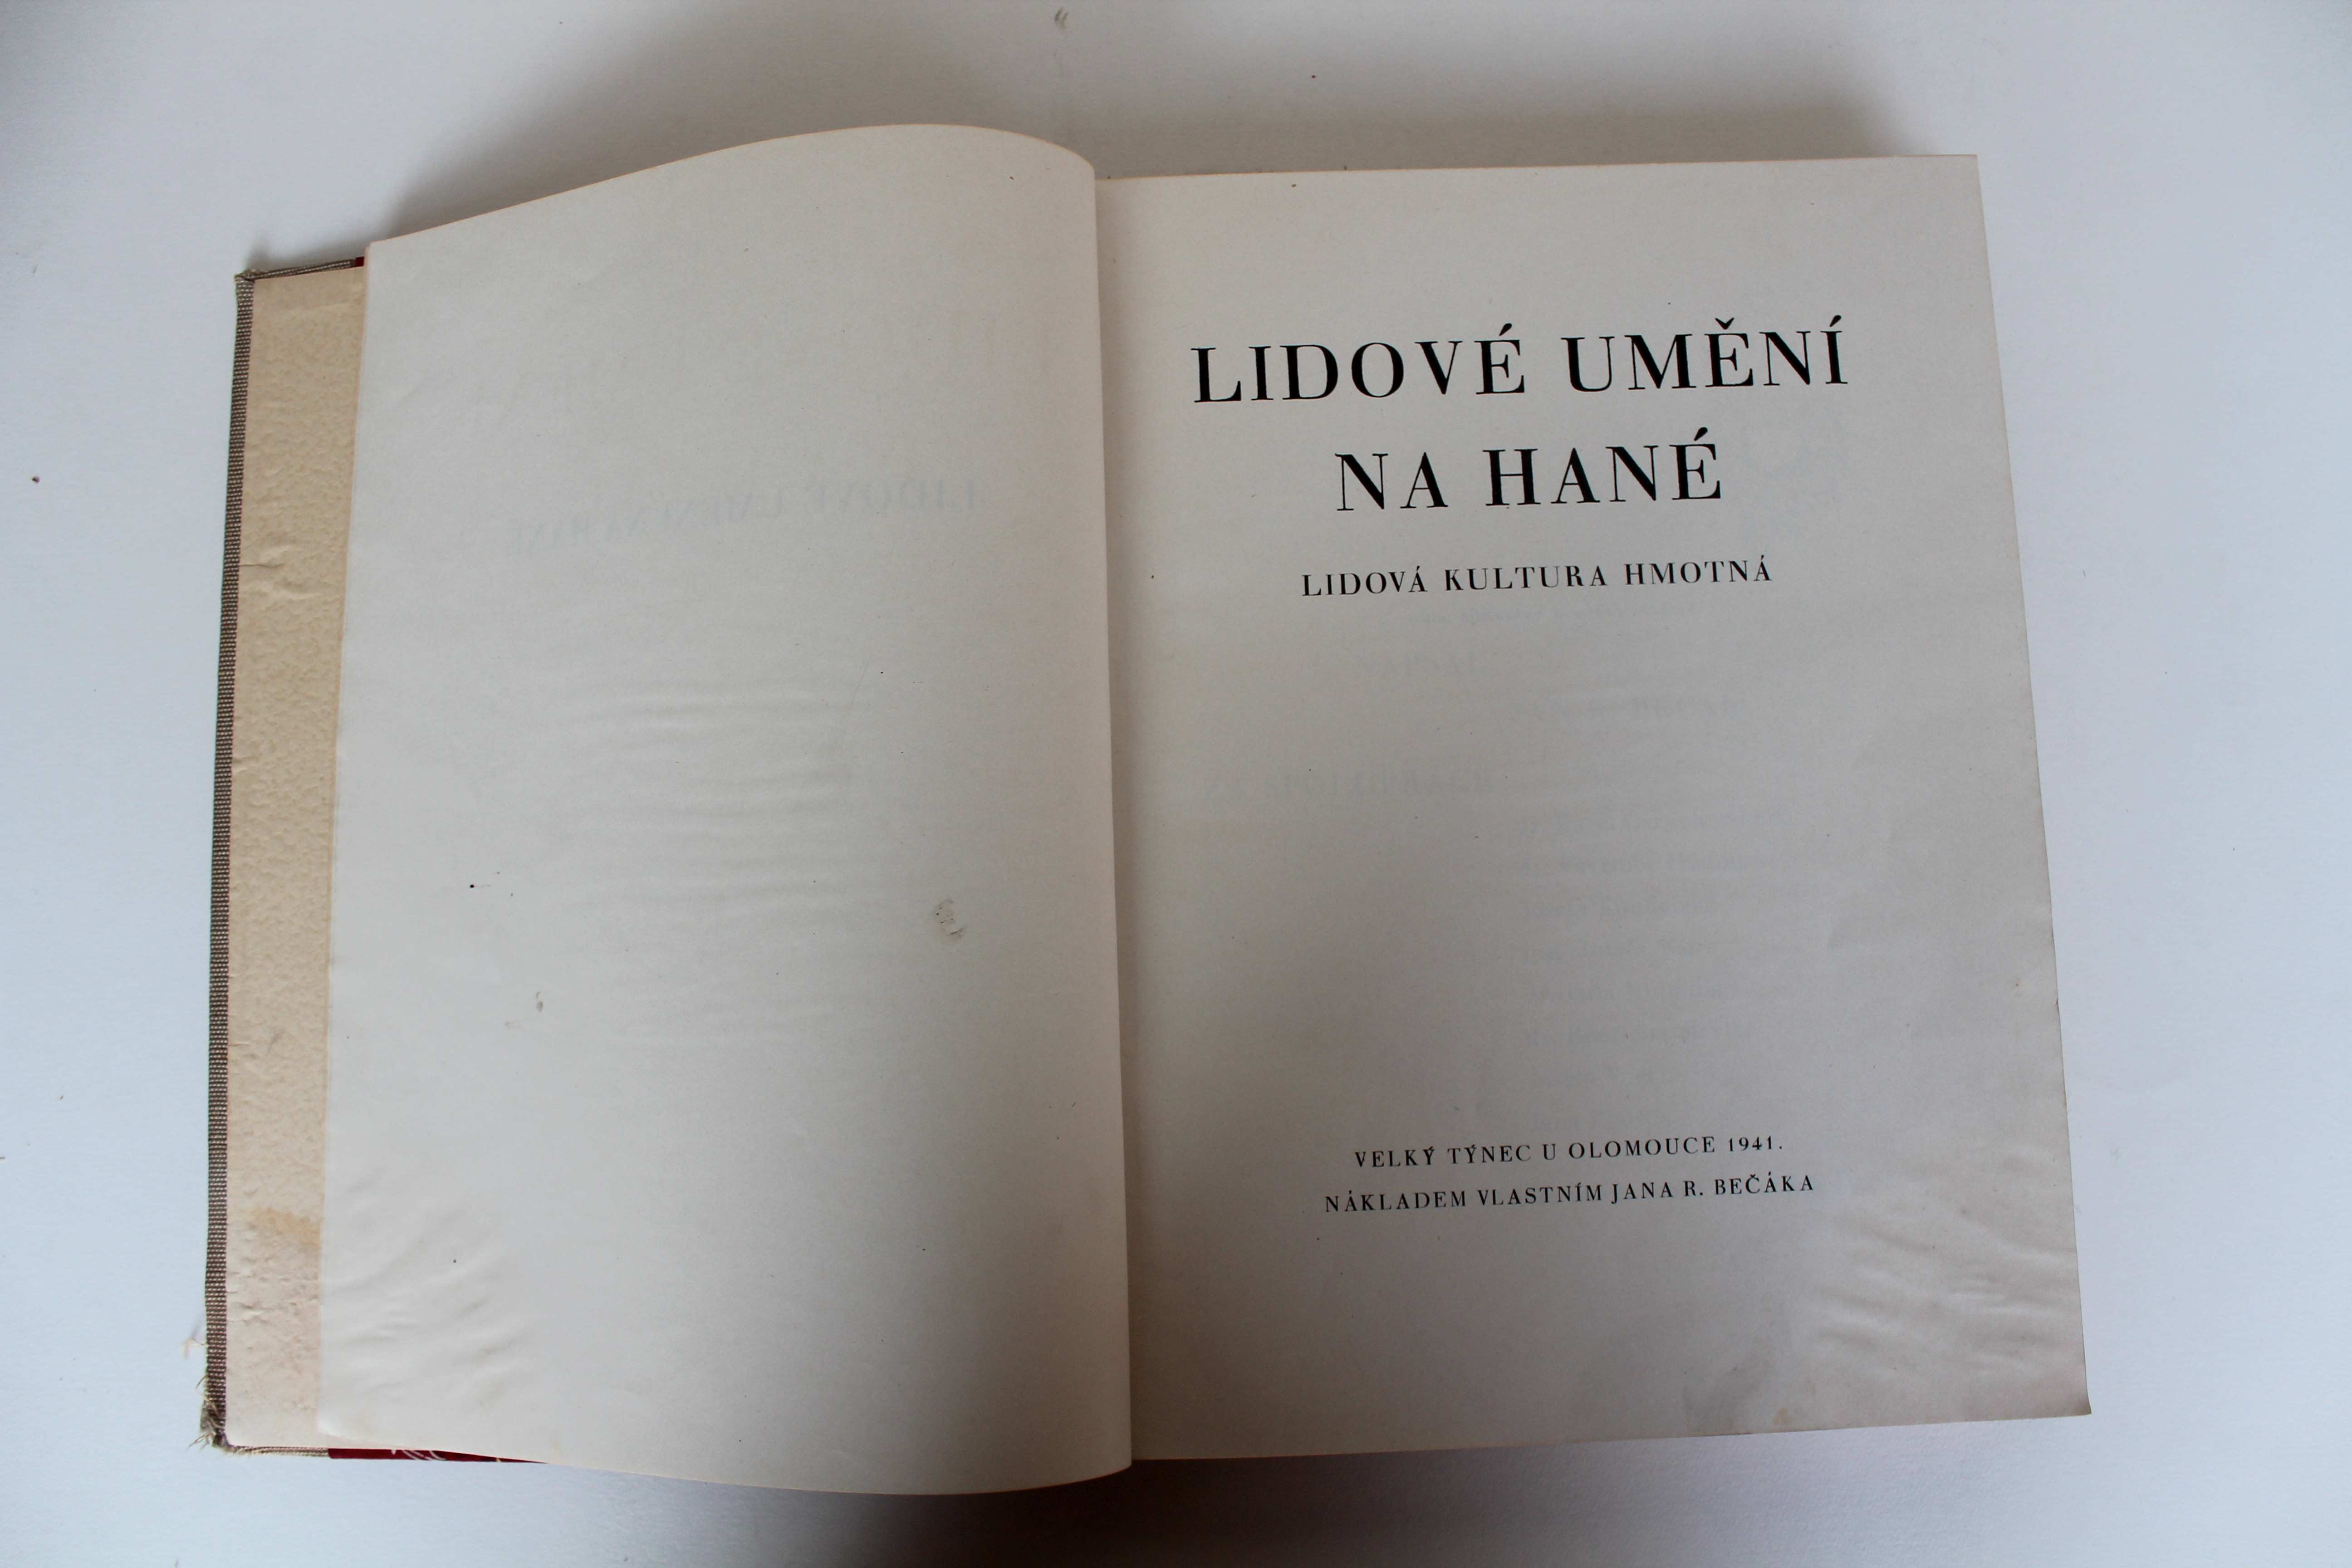 LIDOVÉ UMĚNÍ
NA HANÉ
LIDOVÁ KULTURA HMOTNÁ
VELKÝ TÝNEC U OLOMOUCE 1941.
NÁKLADEM VLASTNÍM JANA R. BEČÁKA